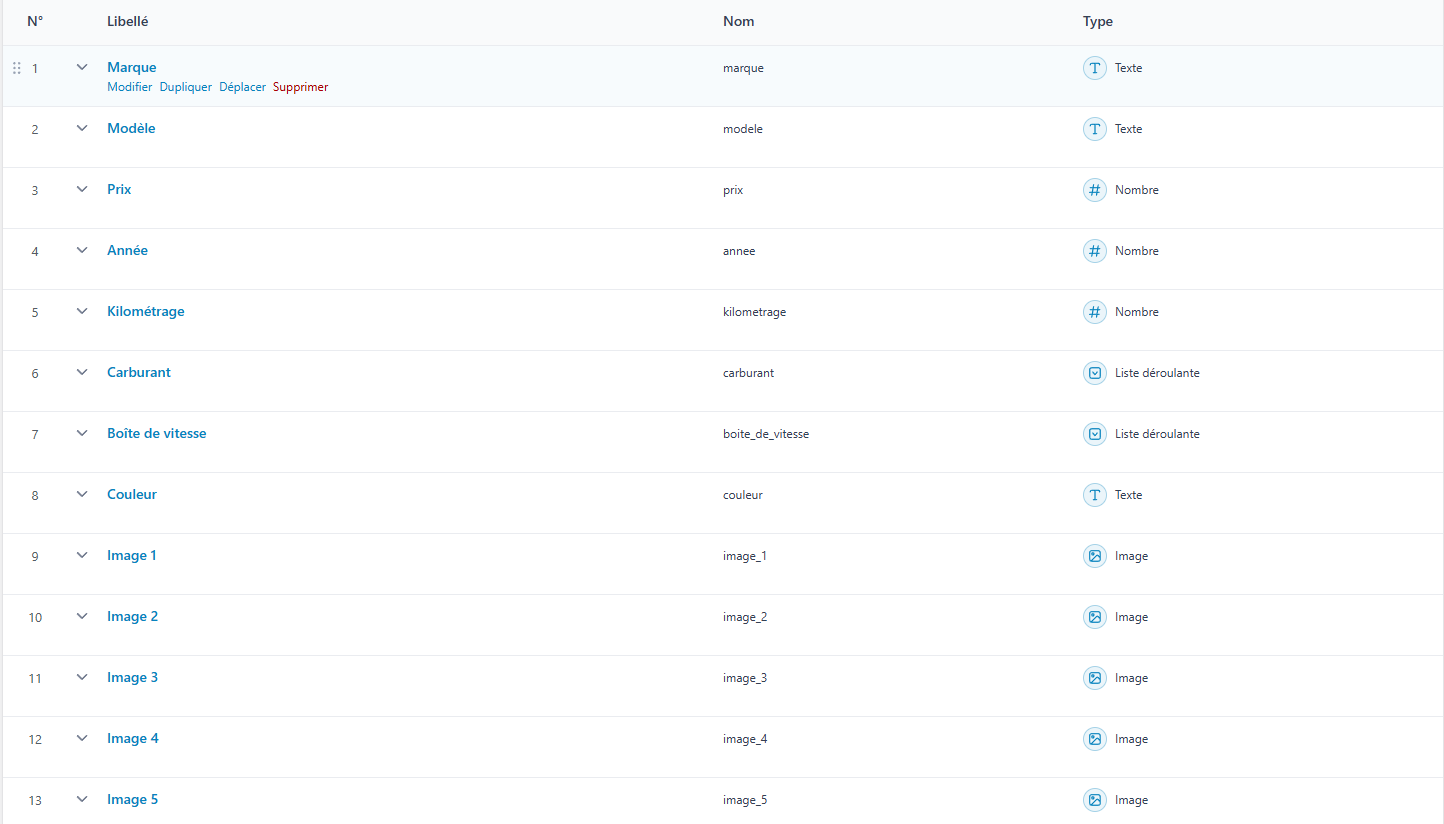 N° Libellé Nom Type
1 Marque marque Texte
Modifier Dupliquer Déplacer Supprimer
2 Modèle modele Texte
3 Prix prix Nombre
4 Année annee Nombre
5 Kilométrage kilometrage Nombre
6 Carburant carburant Liste déroulante
7 Boîte de vitesse boite_de_vitesse Liste déroulante
8 Couleur couleur Texte
9 Image 1 image_1 Image
10 Image 2 image_2 Image
11 Image 3 image_3 Image
12 Image 4 image_4 Image
13 Image 5 image_5 Image